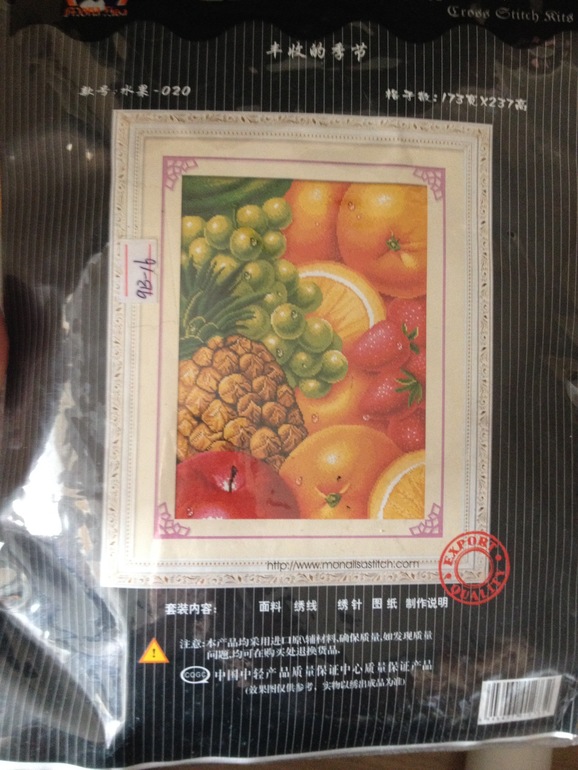 Cross Stitch Kits
丰收的季节
款号:水果-020
格子数:173宽X237高
9B-16
http://www.monalisastitch.com
EXPORT
QUALITY
套装内容: 面料 绣线 绣针 图纸 制作说明
注意:本产品均采用进口原\辅材料,确保质量,如发现质量
问题,均可在购买处退换货品.
CQGC 中国中轻产品质量保证中心质量保证产品
(效果图仅供参考,实物以绣出成品为准)